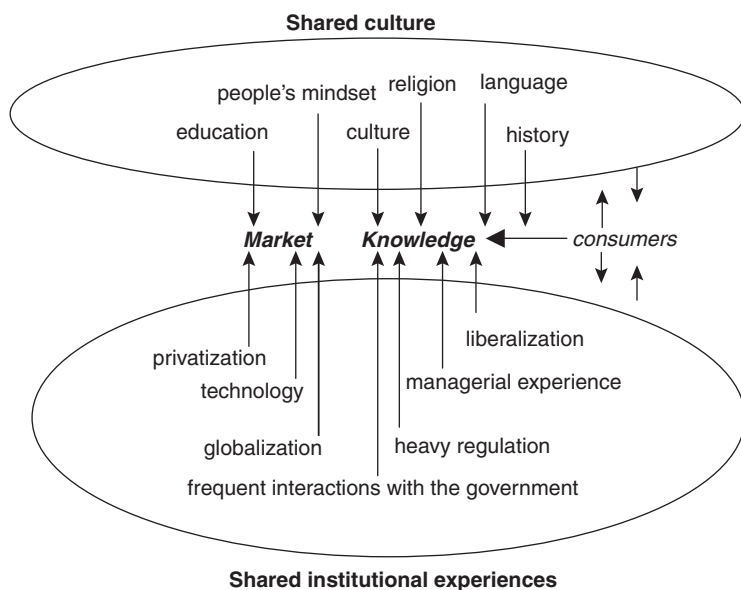 Shared culture
people's mindset religion language
education culture history
Market Knowledge consumers
privatization liberalization
technology managerial experience
globalization heavy regulation
frequent interactions with the government
Shared institutional experiences